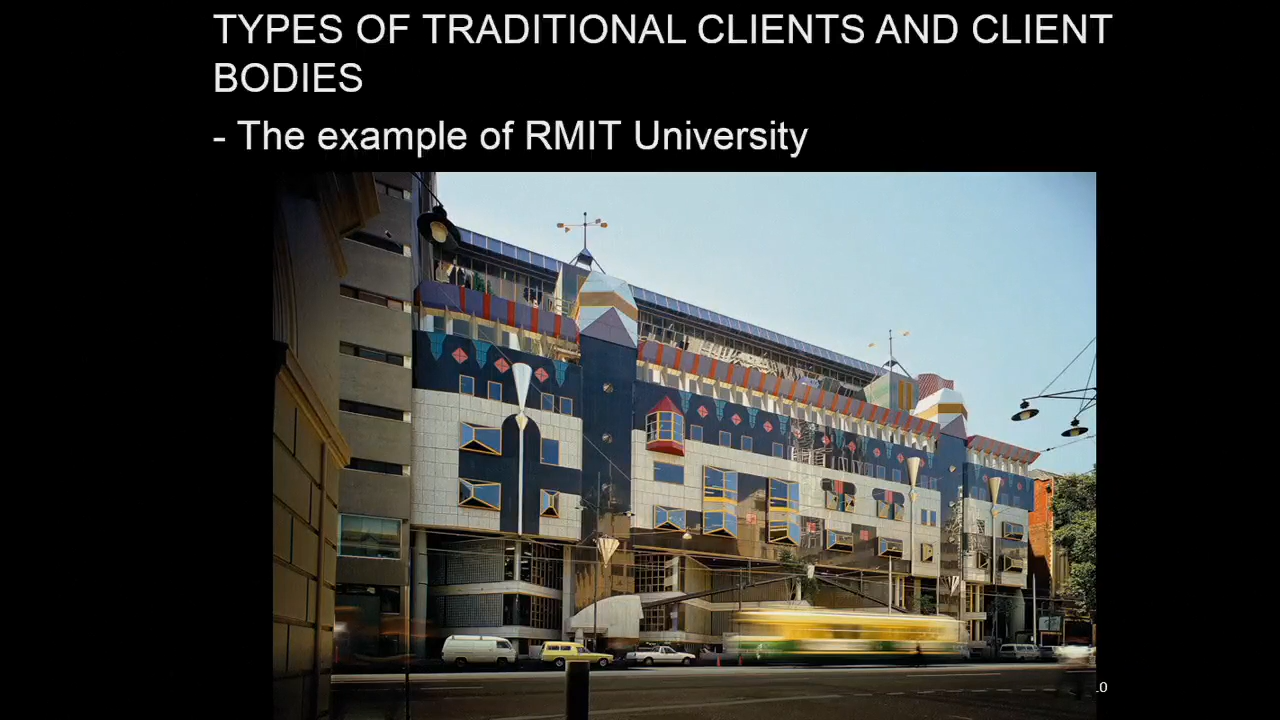 TYPES OF TRADITIONAL CLIENTS AND CLIENT
BODIES
- The example of RMIT University